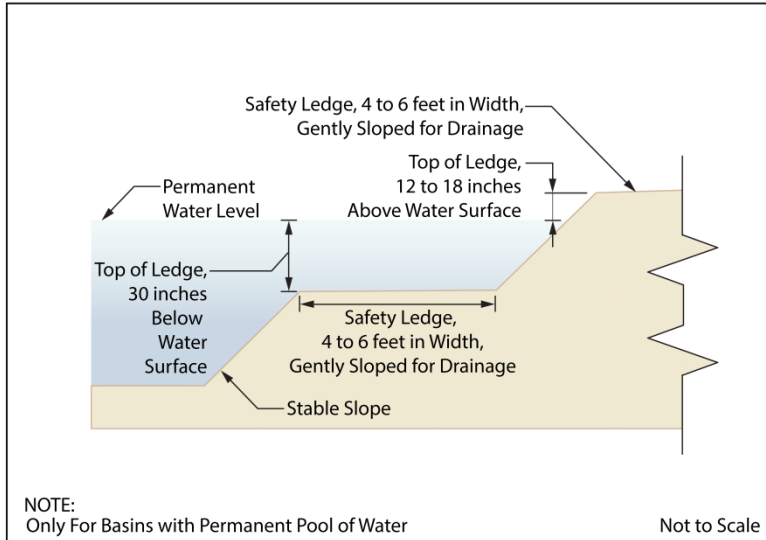 Safety Ledge, 4 to 6 feet in Width,
Gently Sloped for Drainage
Top of Ledge,
12 to 18 inches
Above Water Surface
Permanent
Water Level
Top of Ledge,
30 inches
Below
Water
Surface
Safety Ledge,
4 to 6 feet in Width,
Gently Sloped for Drainage
Stable Slope
NOTE:
Only For Basins with Permanent Pool of Water
Not to Scale